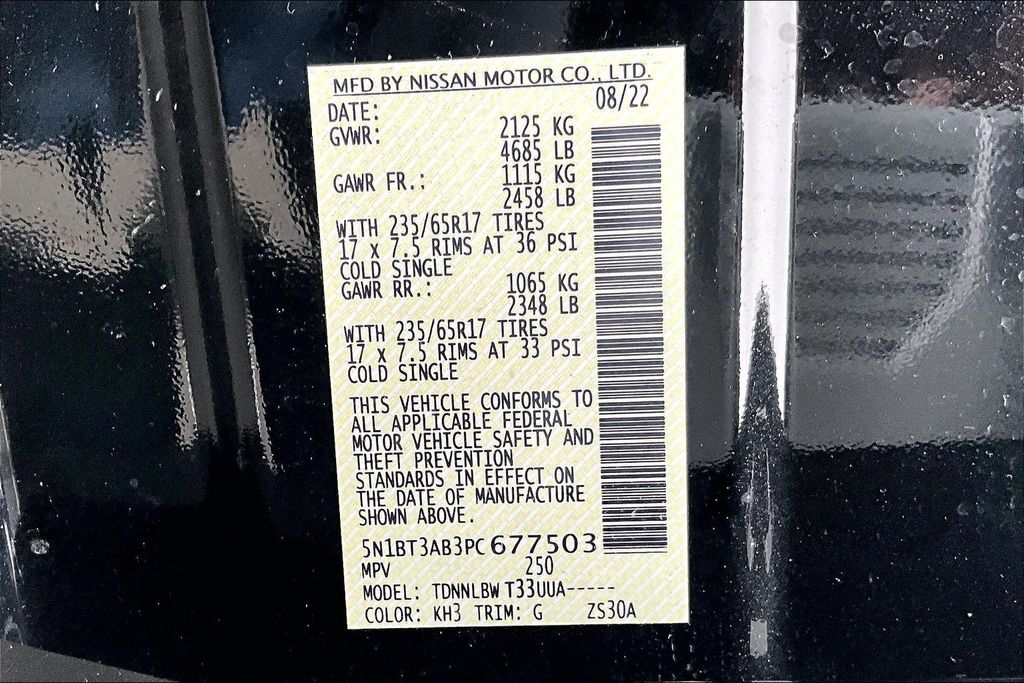 MFD BY NISSAN MOTOR CO., LTD.
DATE: 08/22
GVWR: 2125 KG
4685 LB
GAWR FR.: 1115 KG
2458 LB
WITH 235/65R17 TIRES
17 x 7.5 RIMS AT 36 PSI
COLD SINGLE
GAWR RR.: 1065 KG
2348 LB
WITH 235/65R17 TIRES
17 x 7.5 RIMS AT 33 PSI
COLD SINGLE
THIS VEHICLE CONFORMS TO
ALL APPLICABLE FEDERAL
MOTOR VEHICLE SAFETY AND
THEFT PREVENTION
STANDARDS IN EFFECT ON
THE DATE OF MANUFACTURE
SHOWN ABOVE.
5N1BT3AB3PC677503
MPV 250
MODEL: TDNNLBW T33UUA-----
COLOR: KH3 TRIM: G ZS30A